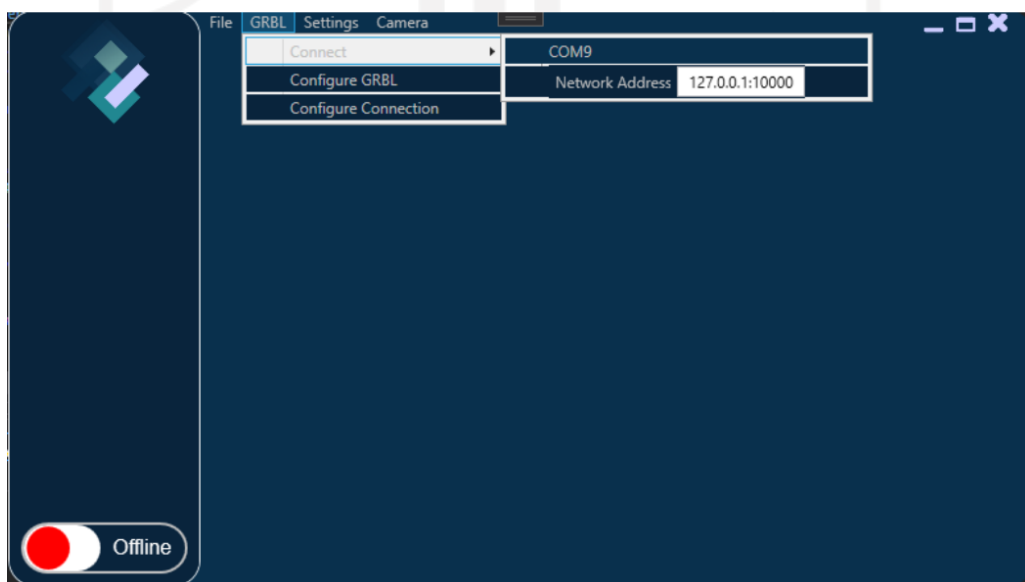 File GRBL Settings Camera
Connect COM9
Configure GRBL Network Address 127.0.0.1:10000
Configure Connection
Offline